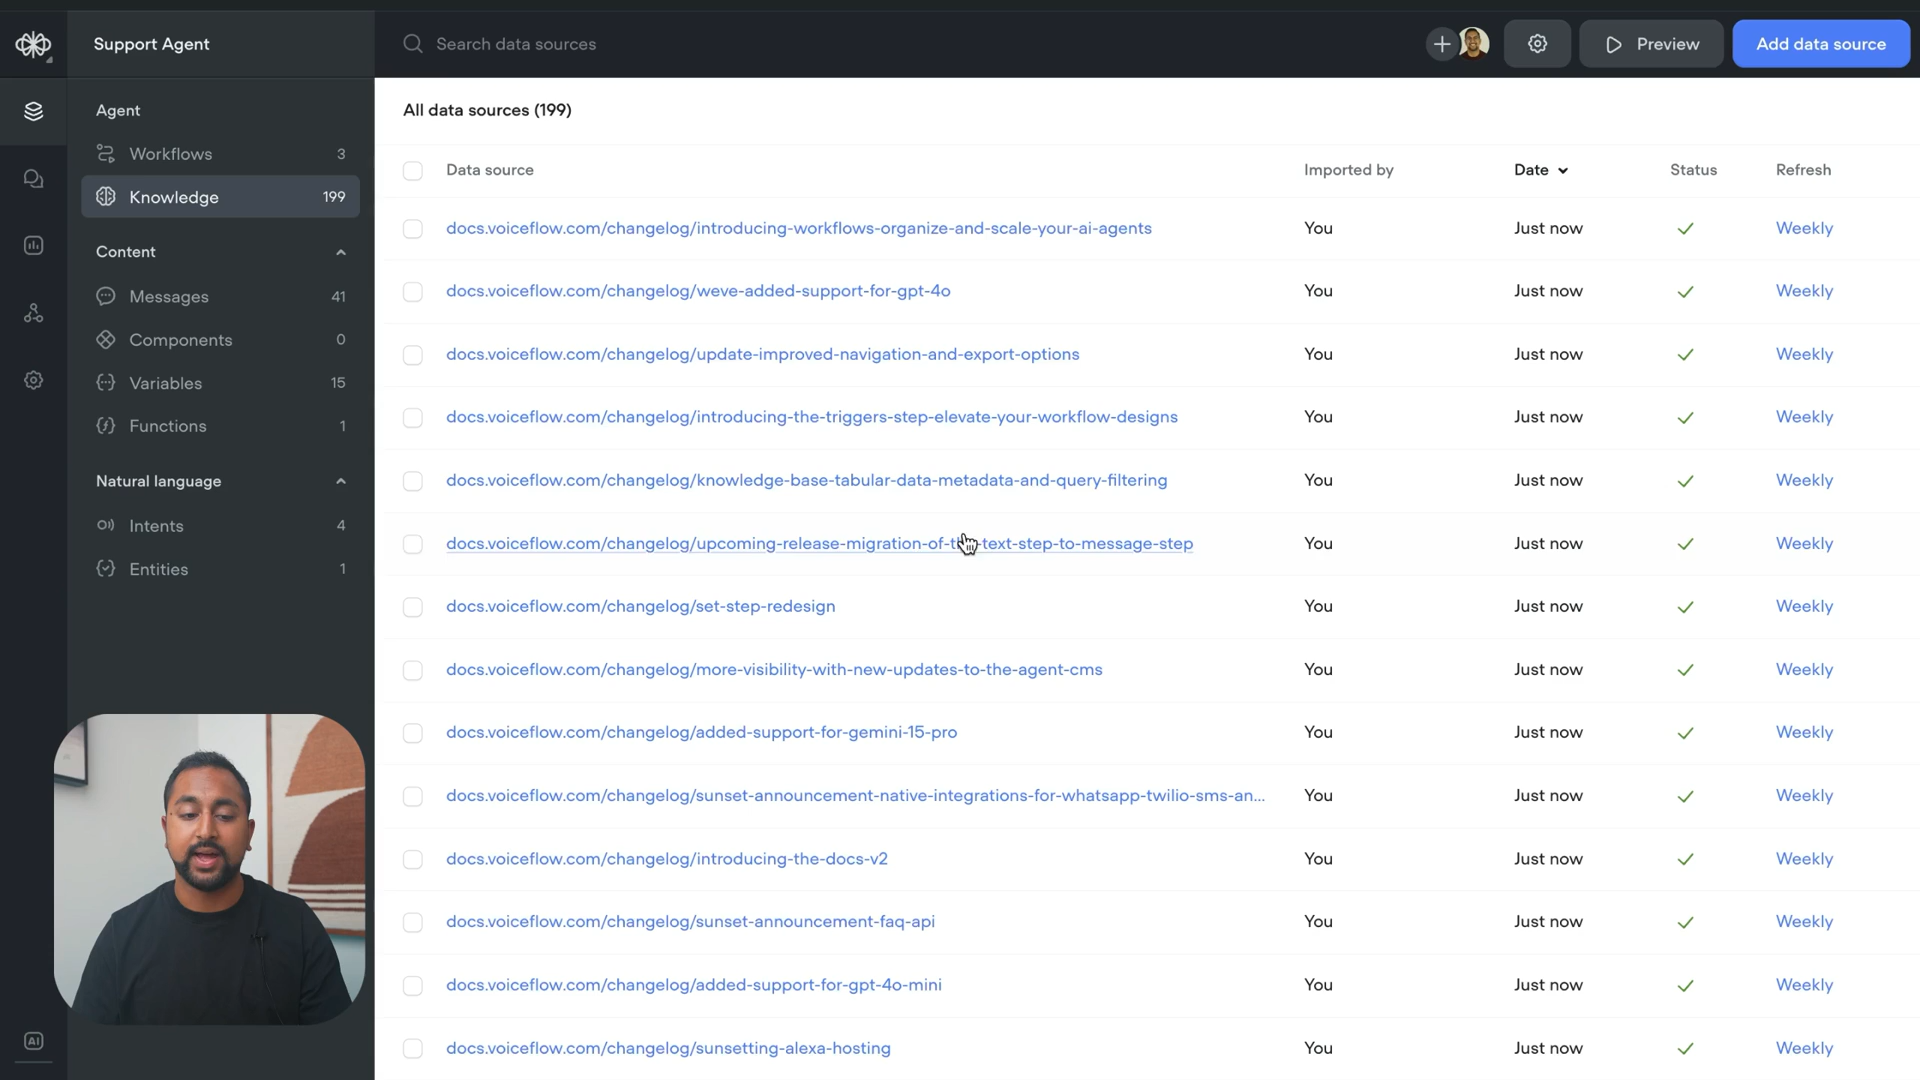 Support Agent
Search data sources
Preview
Add data source
Agent
Workflows 3
Knowledge 199
Content
Messages 41
Components 0
Variables 15
Functions 1
Natural language
Intents 4
Entities 1
AI
All data sources (199)
Data source Imported by Date Status Refresh
docs.voiceflow.com/changelog/introducing-workflows-organize-and-scale-your-ai-agents You Just now Weekly
docs.voiceflow.com/changelog/weve-added-support-for-gpt-4o You Just now Weekly
docs.voiceflow.com/changelog/update-improved-navigation-and-export-options You Just now Weekly
docs.voiceflow.com/changelog/introducing-the-triggers-step-elevate-your-workflow-designs You Just now Weekly
docs.voiceflow.com/changelog/knowledge-base-tabular-data-metadata-and-query-filtering You Just now Weekly
docs.voiceflow.com/changelog/upcoming-release-migration-of-the-text-step-to-message-step You Just now Weekly
docs.voiceflow.com/changelog/set-step-redesign You Just now Weekly
docs.voiceflow.com/changelog/more-visibility-with-new-updates-to-the-agent-cms You Just now Weekly
docs.voiceflow.com/changelog/added-support-for-gemini-15-pro You Just now Weekly
docs.voiceflow.com/changelog/sunset-announcement-native-integrations-for-whatsapp-twilio-sms-an... You Just now Weekly
docs.voiceflow.com/changelog/introducing-the-docs-v2 You Just now Weekly
docs.voiceflow.com/changelog/sunset-announcement-faq-api You Just now Weekly
docs.voiceflow.com/changelog/added-support-for-gpt-4o-mini You Just now Weekly
docs.voiceflow.com/changelog/sunsetting-alexa-hosting You Just now Weekly